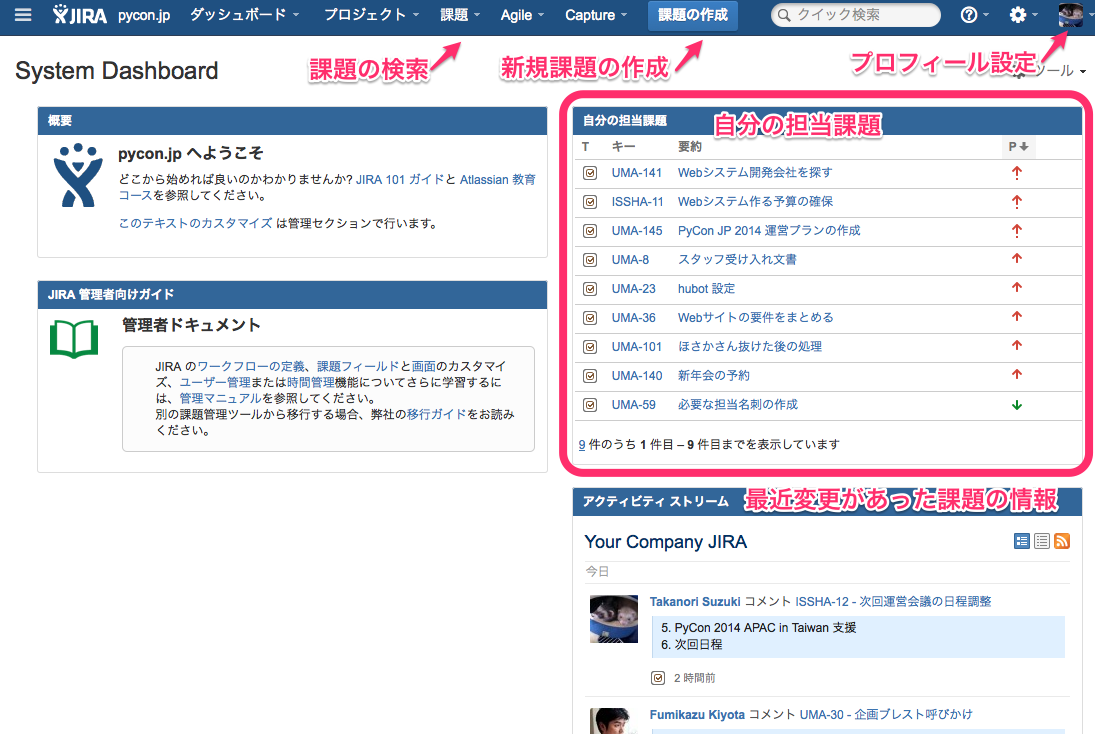 JIRA pycon.jp ダッシュボード プロジェクト 課題 Agile Capture 課題の作成 クイック検索
課題の検索
新規課題の作成
プロフィール設定
System Dashboard
ツール
概要
pycon.jp へようこそ
どこから始めれば良いのかわかりませんか? JIRA 101 ガイドと Atlassian 教育
コースを参照してください。
このテキストのカスタマイズ は管理セクションで行います。
JIRA 管理者向けガイド
管理者ドキュメント
JIRA のワークフローの定義、課題フィールドと画面のカスタマイ
ズ、ユーザー管理または時間管理機能についてさらに学習するに
は、管理マニュアルを参照してください。
別の課題管理ツールから移行する場合、弊社の移行ガイドをお読み
ください。
自分の担当課題
自分の担当課題
T キー 要約 P
UMA-141 Webシステム開発会社を探す
ISSHA-11 Webシステム作る予算の確保
UMA-145 PyCon JP 2014 運営プランの作成
UMA-8 スタッフ受け入れ文書
UMA-23 hubot 設定
UMA-36 Webサイトの要件をまとめる
UMA-101 ほさかさん抜けた後の処理
UMA-140 新年会の予約
UMA-59 必要な担当名刺の作成
9 件のうち 1 件目 – 9 件目までを表示しています
アクティビティ ストリーム
最近変更があった課題の情報
Your Company JIRA
今日
Takanori Suzuki コメント ISSHA-12 - 次回運営会議の日程調整
5. PyCon 2014 APAC in Taiwan 支援
6. 次回日程
2 時間前
Fumikazu Kiyota コメント UMA-30 - 企画ブレスト呼びかけ